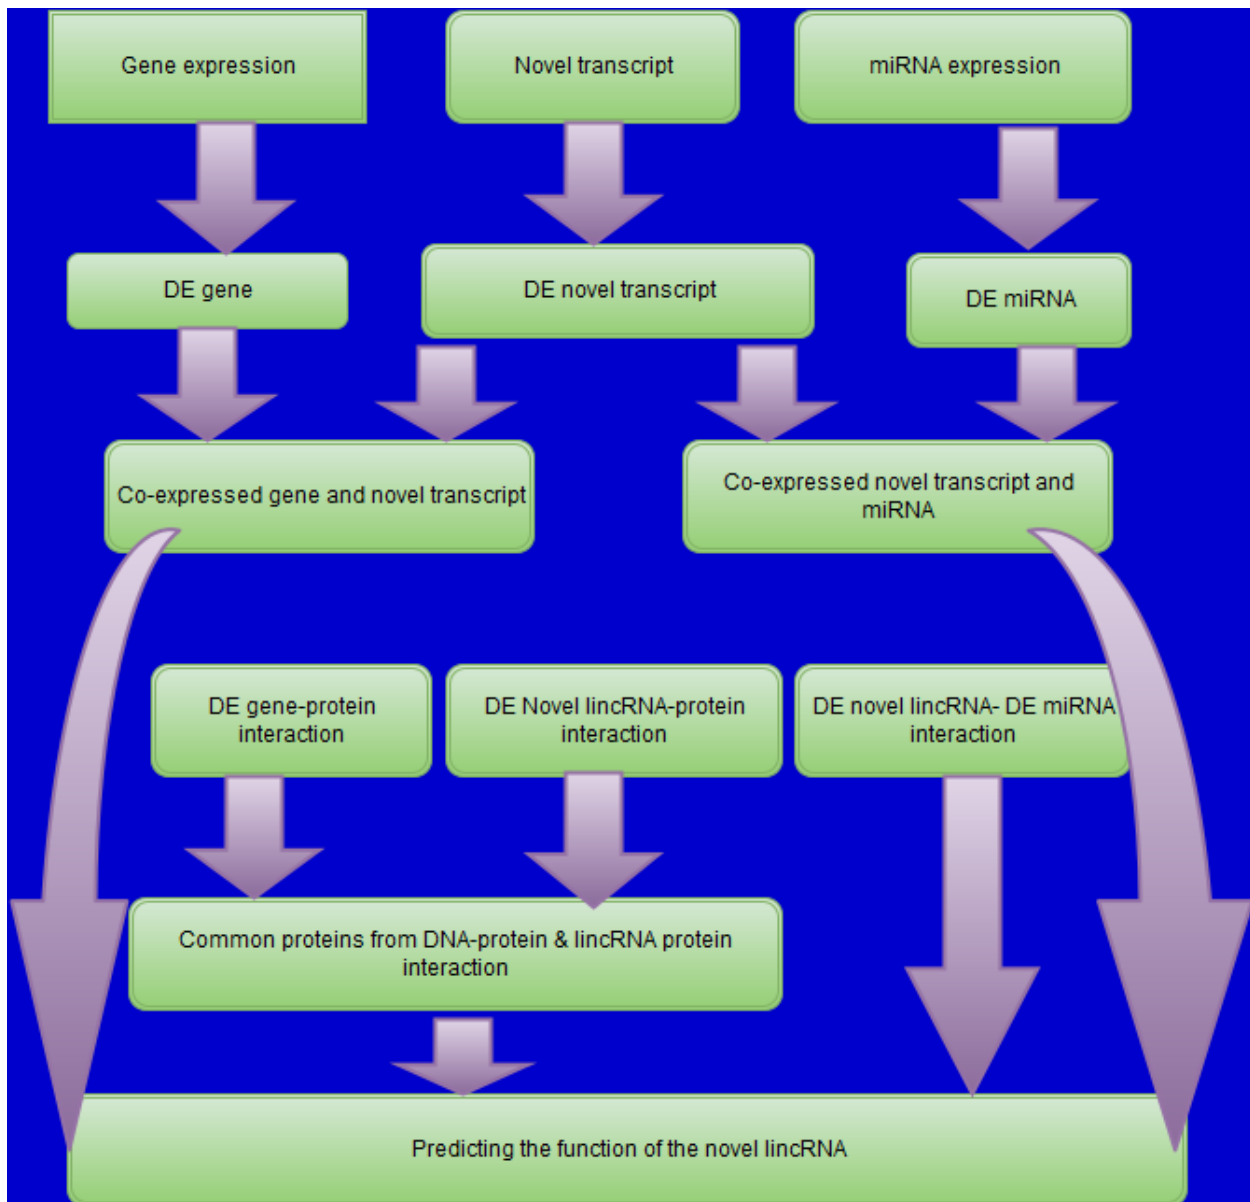 Gene expression
Novel transcript
miRNA expression
DE gene
DE novel transcript
DE miRNA
Co-expressed gene and novel transcript
Co-expressed novel transcript and
miRNA
DE gene-protein
interaction
DE Novel lincRNA-protein
interaction
DE novel lincRNA- DE miRNA
interaction
Common proteins from DNA-protein & lincRNA protein
interaction
Predicting the function of the novel lincRNA